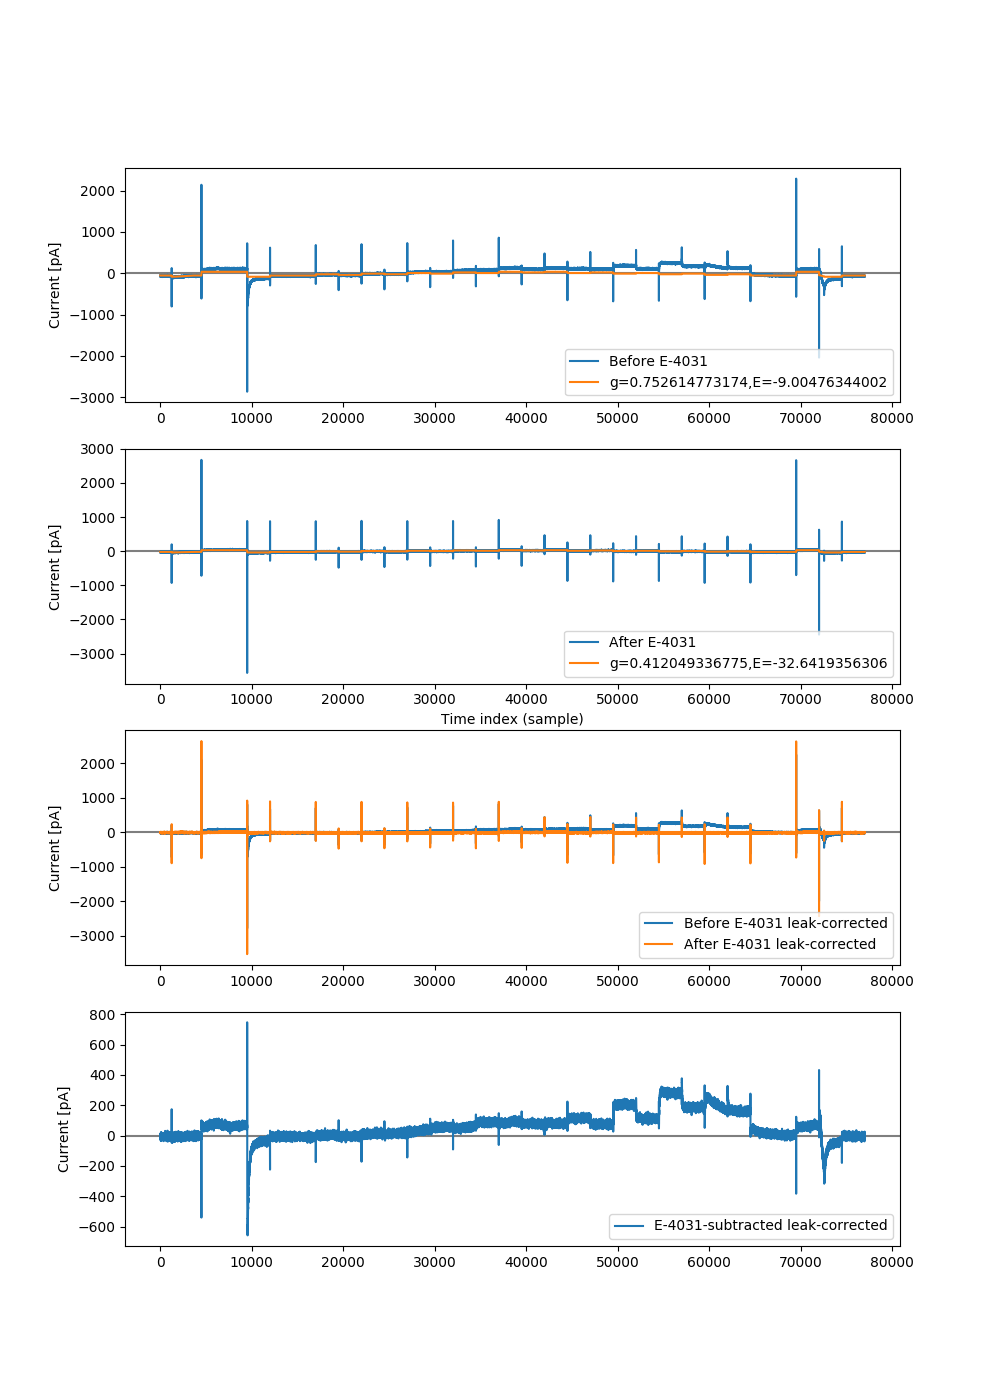 2000
1000
0
−1000
−2000
−3000
Current [pA]
Before E-4031
g=0.752614773174,E=-9.00476344002
0 10000 20000 30000 40000 50000 60000 70000 80000
3000
2000
1000
0
−1000
−2000
−3000
Current [pA]
After E-4031
g=0.412049336775,E=-32.6419356306
0 10000 20000 30000 40000 50000 60000 70000 80000
Time index (sample)
2000
1000
0
−1000
−2000
−3000
Current [pA]
Before E-4031 leak-corrected
After E-4031 leak-corrected
0 10000 20000 30000 40000 50000 60000 70000 80000
800
600
400
200
0
−200
−400
−600
Current [pA]
E-4031-subtracted leak-corrected
0 10000 20000 30000 40000 50000 60000 70000 80000